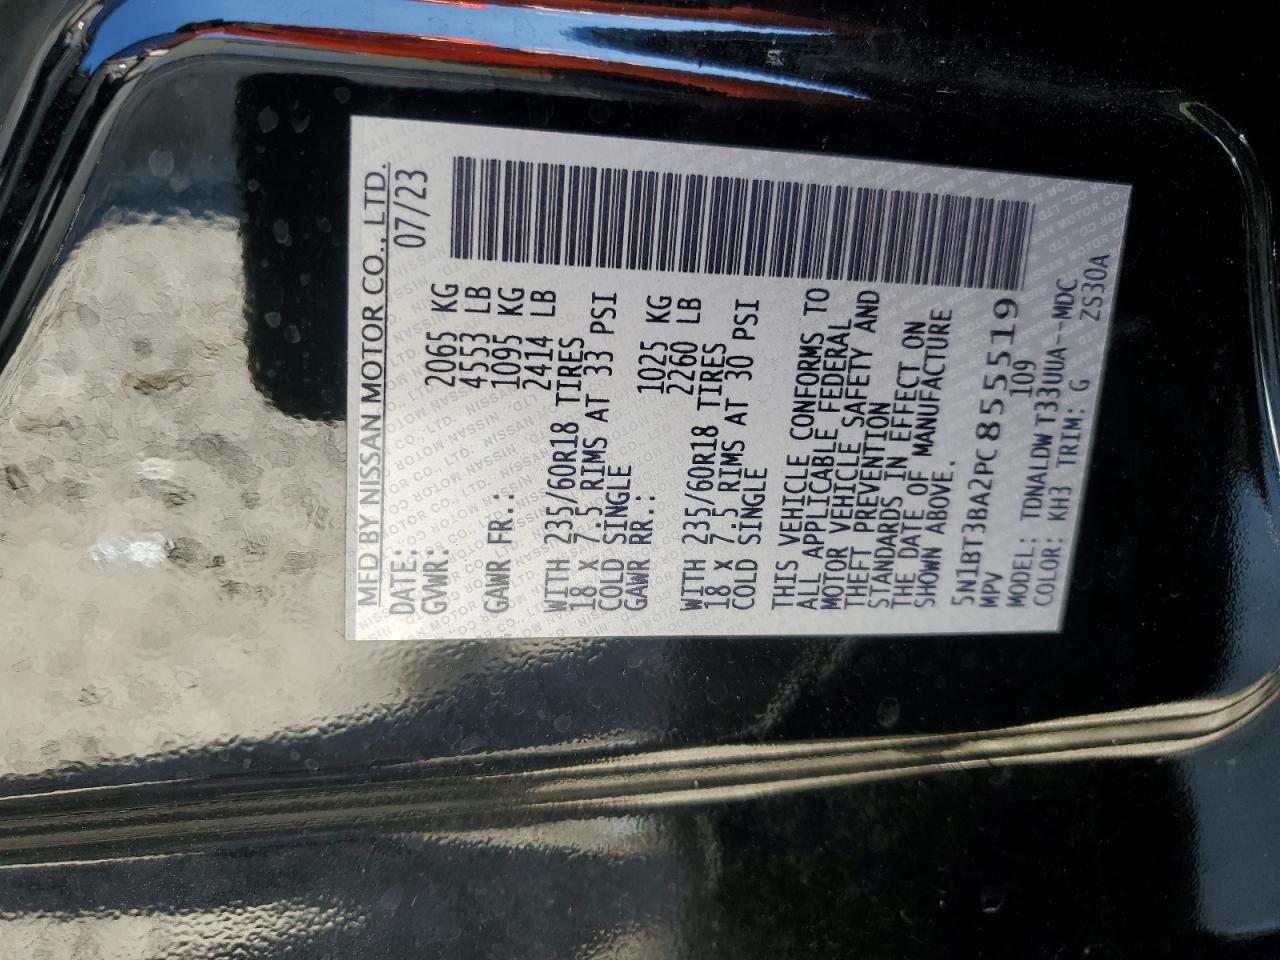 MFD BY NISSAN MOTOR CO., LTD.
DATE: 07/23
GVWR: 2065 KG
4553 LB
GAWR FR.: 1095 KG
2414 LB
WITH 235/60R18 TIRES
18 X 7.5 RIMS AT 33 PSI
COLD SINGLE
GAWR RR.: 1025 KG
2260 LB
WITH 235/60R18 TIRES
18 X 7.5 RIMS AT 30 PSI
COLD SINGLE
THIS VEHICLE CONFORMS TO
ALL APPLICABLE FEDERAL
MOTOR VEHICLE SAFETY AND
THEFT PREVENTION
STANDARDS IN EFFECT ON
THE DATE OF MANUFACTURE
SHOWN ABOVE.
5N1BT3BA2PC855519
MPV 109
MODEL: TDNALDWT33UUA--MDC
COLOR: KH3 TRIM: G ZS30A